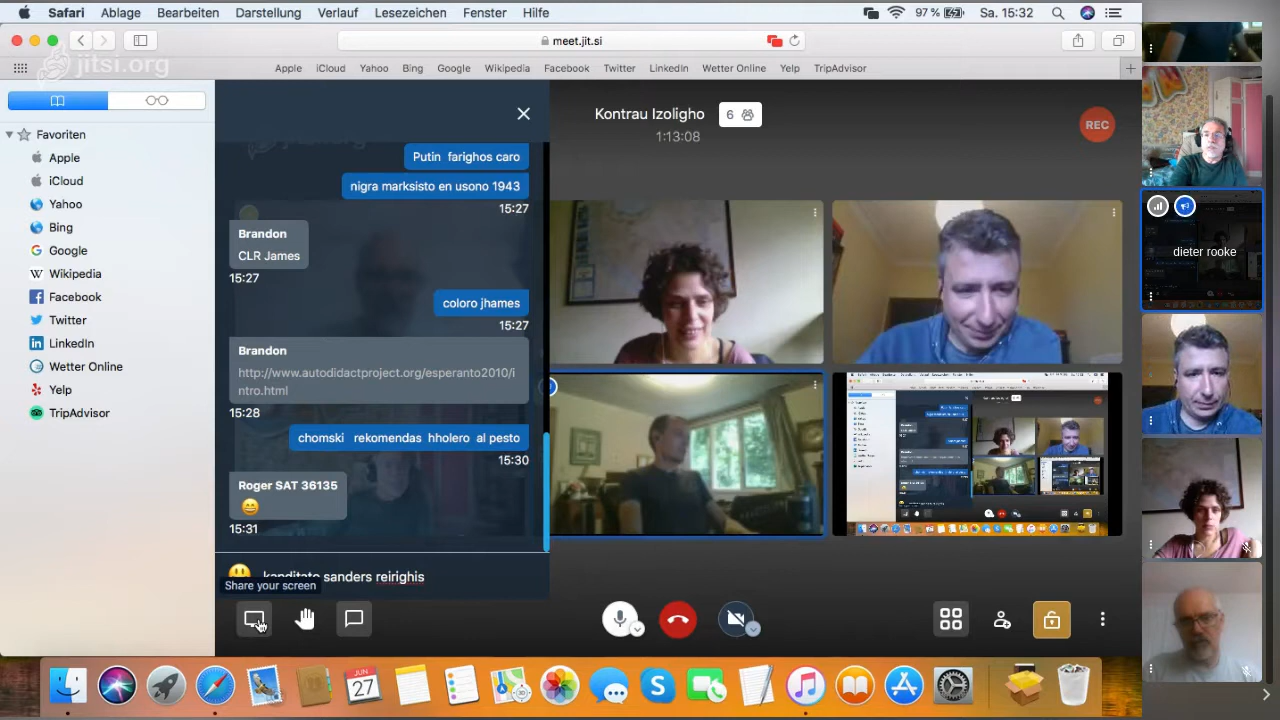 Safari Ablage Bearbeiten Darstellung Verlauf Lesezeichen Fenster Hilfe 97 % Sa. 15:32
jitsi.org
meet.jit.si
Apple iCloud Yahoo Bing Google Wikipedia Facebook Twitter LinkedIn Wetter Online Yelp TripAdvisor
Favoriten
Apple
iCloud
Yahoo
Bing
Google
Wikipedia
Facebook
Twitter
LinkedIn
Wetter Online
Yelp
TripAdvisor
Putin farighos caro
nigra marksisto en usono 1943
15:27
Brandon
CLR James
15:27
coloro jhames
15:27
Brandon
http://www.autodidactproject.org/esperanto2010/i
ntro.html
15:28
chomski rekomendas hholero al pesto
15:30
Roger SAT 36135
15:31
kanditato sanders reirighis
Share your screen
Kontrau Izoligho 6
1:13:08
REC
dieter rooke
JUN
27